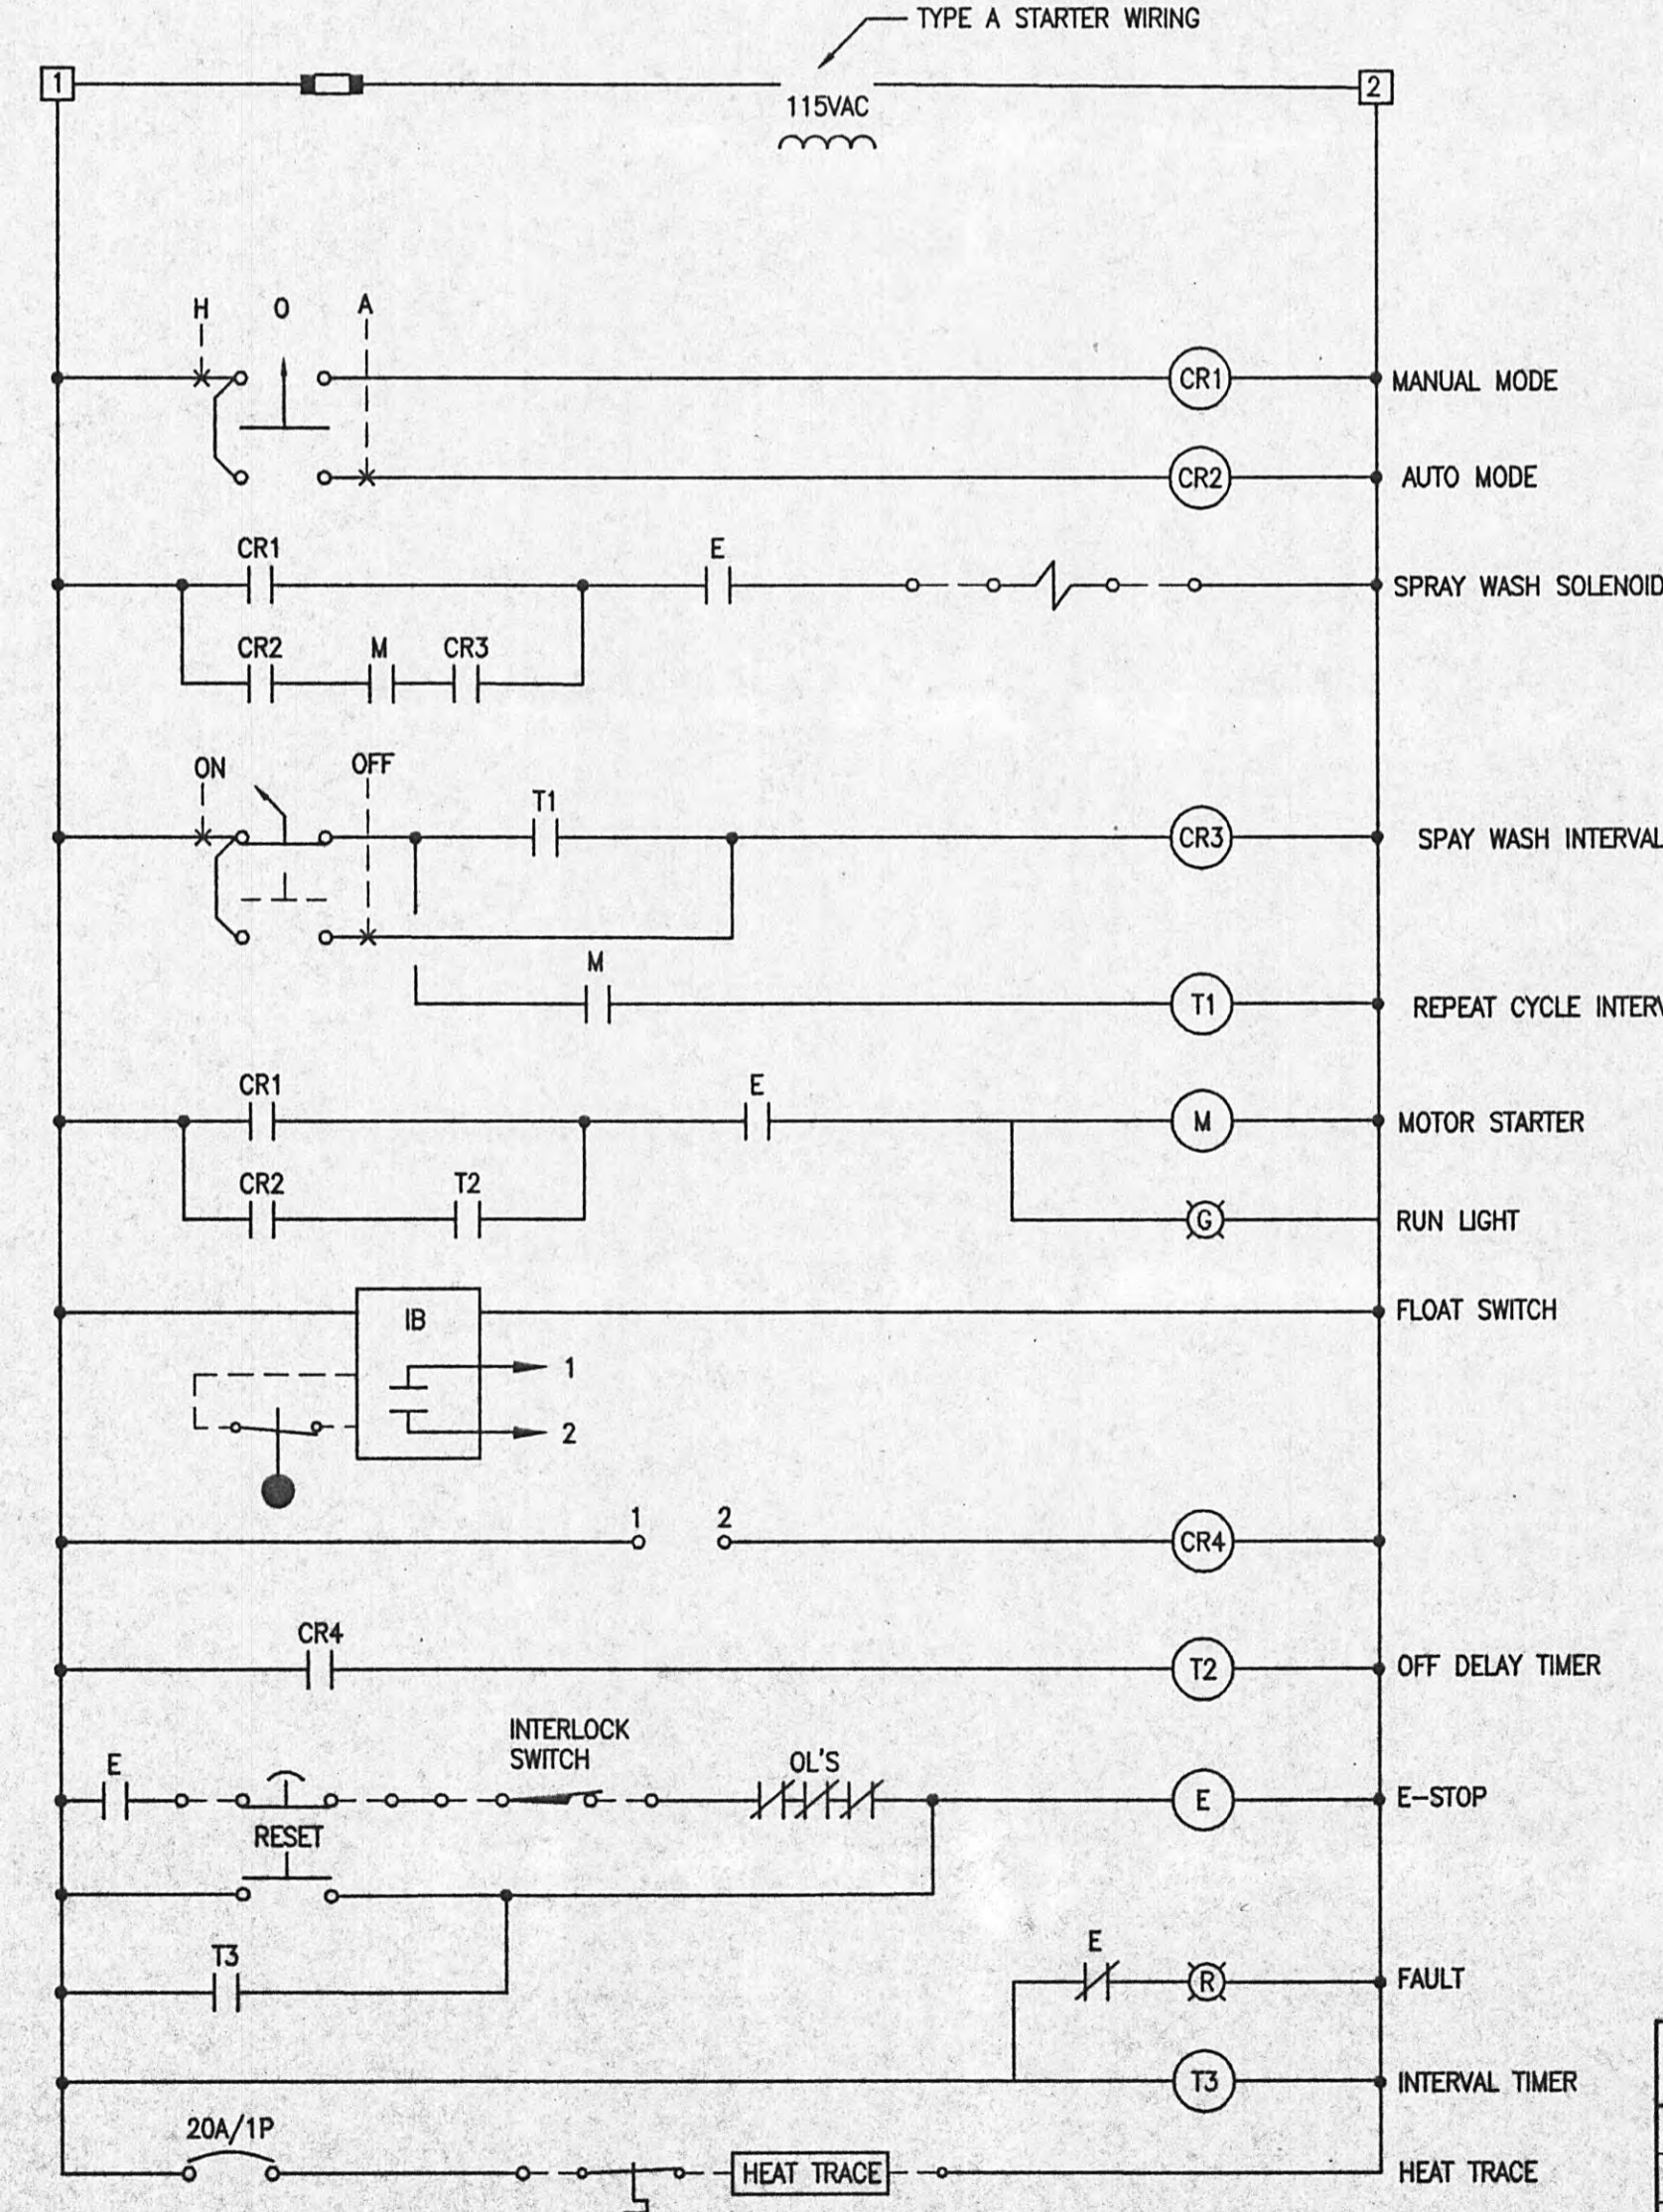 TYPE A STARTER WIRING
1
2
115VAC
H O A
CR1 MANUAL MODE
CR2 AUTO MODE
CR1 E SPRAY WASH SOLENOID
CR2 M CR3
ON OFF
T1
CR3 SPAY WASH INTERVAL
M
T1 REPEAT CYCLE INTERV
CR1 E
M MOTOR STARTER
CR2 T2
G RUN LIGHT
IB FLOAT SWITCH
1
2
1 2
CR4
CR4
T2 OFF DELAY TIMER
INTERLOCK
SWITCH
E OL'S
E E-STOP
RESET
T3 E
R FAULT
T3 INTERVAL TIMER
20A/1P
HEAT TRACE HEAT TRACE